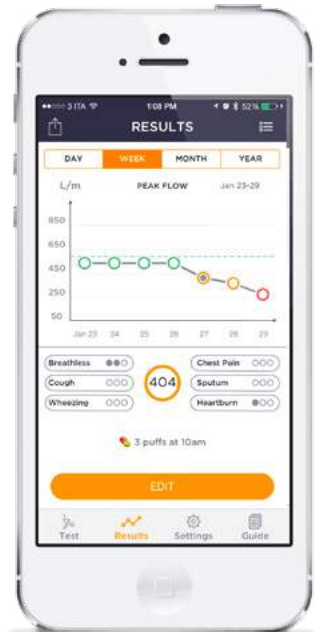 3 ITA 1:08 PM 52%
RESULTS
DAY WEEK MONTH YEAR
L/m PEAK FLOW Jan 23-29
850
650
450
250
50
Jan 23 24 25 26 27 28 29
Breathless Chest Pain
Cough 404 Sputum
Wheezing Heartburn
3 puffs at 10am
EDIT
Test Results Settings Guide